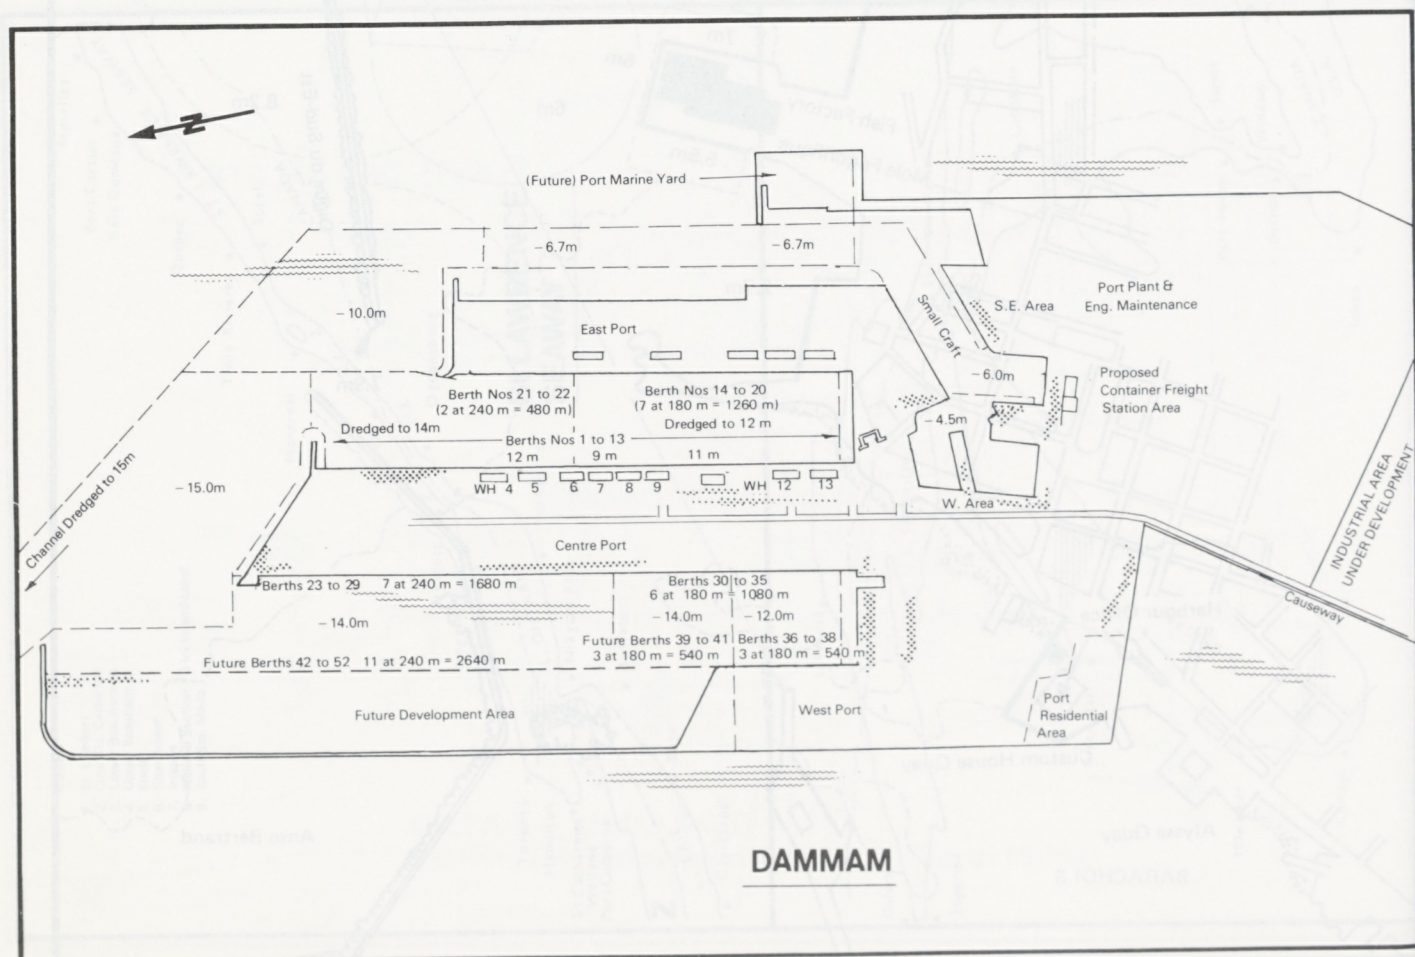 N
(Future) Port Marine Yard
– 6.7m
– 6.7m
– 10.0m
East Port
Small Craft
S.E. Area
Port Plant &
Eng. Maintenance
– 6.0m
Proposed
Container Freight
Station Area
Berth Nos 21 to 22
(2 at 240 m = 480 m)
Berth Nos 14 to 20
(7 at 180 m = 1260 m)
Dredged to 14m
Dredged to 12 m
Berths Nos 1 to 13
12 m 9 m 11 m
– 4.5m
– 15.0m
Channel Dredged to 15m
WH 4 5 6 7 8 9 WH 12 13
W. Area
Centre Port
INDUSTRIAL AREA
UNDER DEVELOPMENT
Causeway
Berths 23 to 29 7 at 240 m = 1680 m
Berths 30 to 35
6 at 180 m = 1080 m
– 14.0m
– 14.0m
– 12.0m
Future Berths 39 to 41
3 at 180 m = 540 m
Berths 36 to 38
3 at 180 m = 540 m
Future Berths 42 to 52 11 at 240 m = 2640 m
Future Development Area
West Port
Port
Residential
Area
DAMMAM